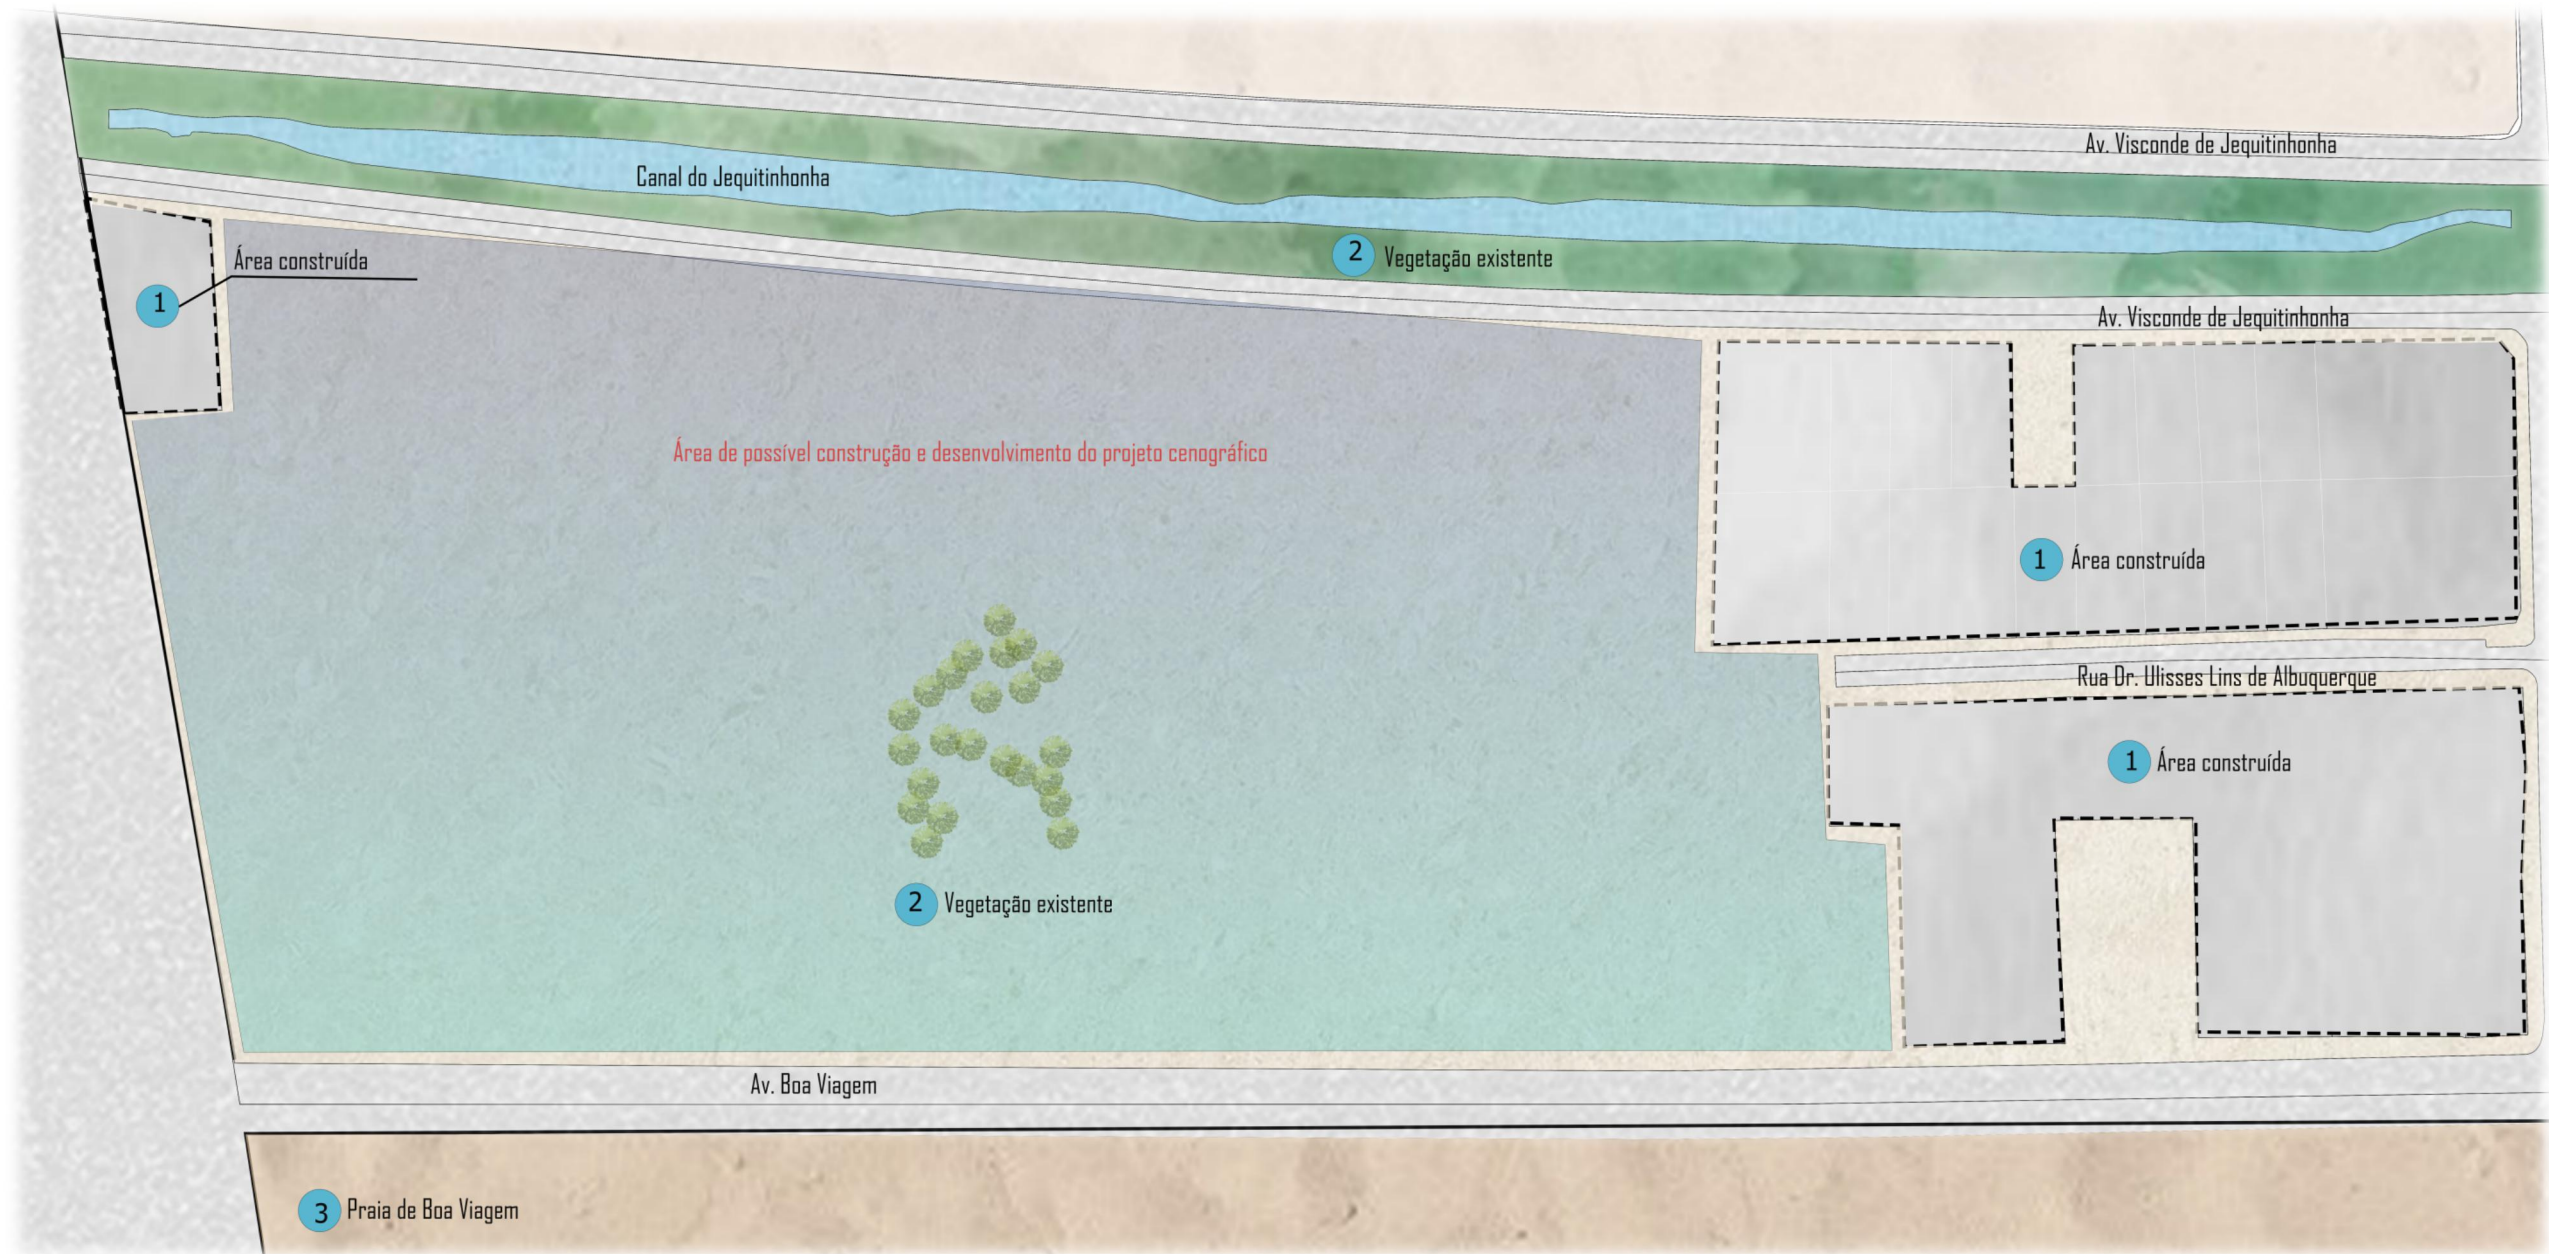 Av. Visconde de Jequitinhonha
Canal do Jequitinhonha
2 Vegetação existente
Área construída
1
Av. Visconde de Jequitinhonha
Área de possível construção e desenvolvimento do projeto cenográfico
1 Área construída
Rua Dr. Ulisses Lins de Albuquerque
1 Área construída
2 Vegetação existente
Av. Boa Viagem
3 Praia de Boa Viagem